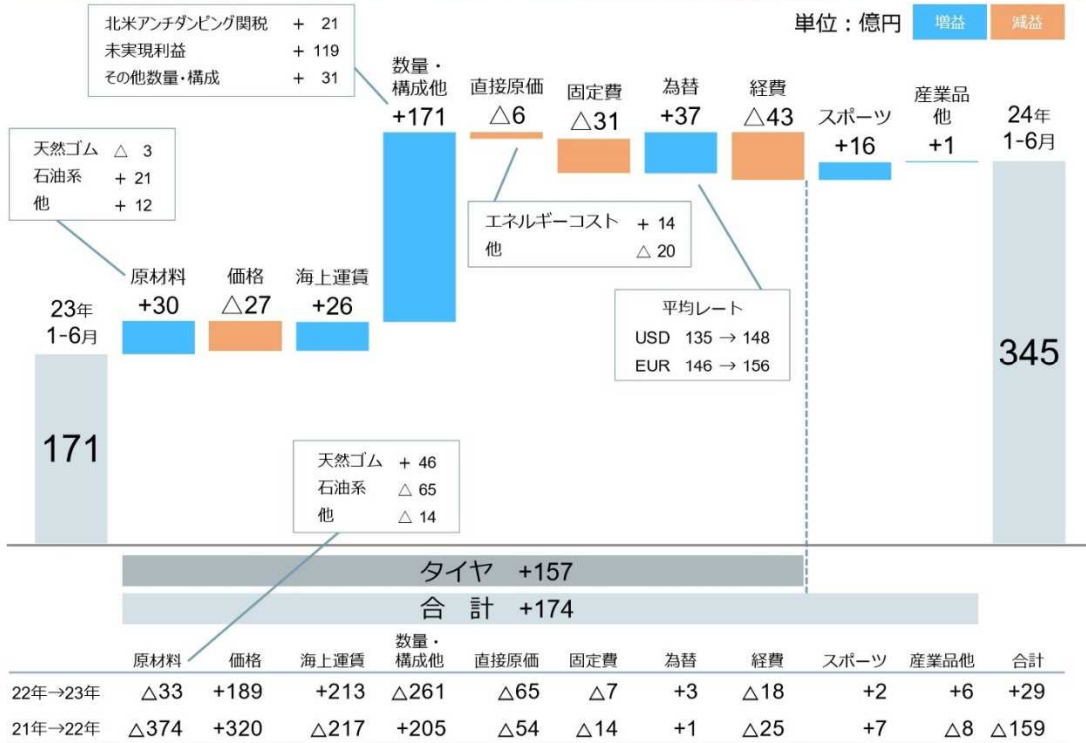 単位：億円 増益 減益
北米アンチダンピング関税 + 21
未実現利益 + 119
その他数量・構成 + 31
天然ゴム △ 3
石油系 + 21
他 + 12
23年
1-6月
171
原材料
+30
価格
△27
海上運賃
+26
数量・
構成他
+171
直接原価
△6
固定費
△31
為替
+37
経費
△43
スポーツ
+16
産業品
他
+1
24年
1-6月
345
エネルギーコスト + 14
他 △ 20
平均レート
USD 135 → 148
EUR 146 → 156
天然ゴム + 46
石油系 △ 65
他 △ 14
タイヤ +157
合 計 +174
数量・
原材料 価格 海上運賃 構成他 直接原価 固定費 為替 経費 スポーツ 産業品他 合計
22年→23年 △33 +189 +213 △261 △65 △7 +3 △18 +2 +6 +29
21年→22年 △374 +320 △217 +205 △54 △14 +1 △25 +7 △8 △159